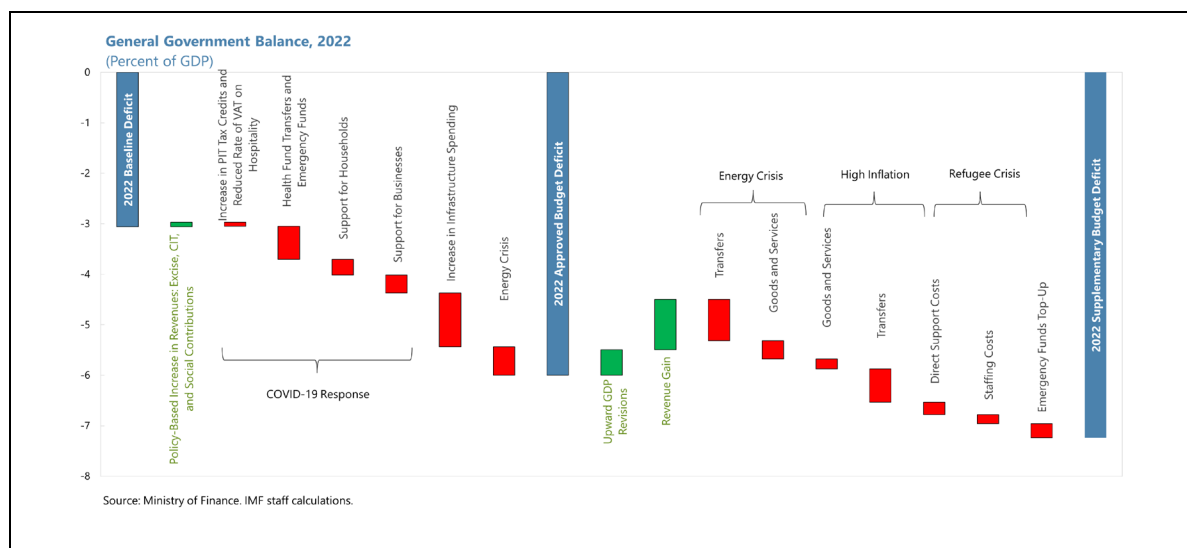 General Government Balance, 2022
(Percent of GDP)
0
-1
-2
-3
-4
-5
-6
-7
-8
2022 Baseline Deficit
Policy-Based Increase in Revenues: Excise, CIT,
and Social Contributions
Increase in PIT Tax Credits and
Reduced Rate of VAT on
Hospitality
Health Fund Transfers and
Emergency Funds
Support for Households
Support for Businesses
COVID-19 Response
Increase in Infrastructure Spending
Energy Crisis
2022 Approved Budget Deficit
Upward GDP
Revisions
Revenue Gain
Energy Crisis
Transfers
Goods and Services
High Inflation
Goods and Services
Transfers
Refugee Crisis
Direct Support Costs
Staffing Costs
Emergency Funds Top-Up
2022 Supplementary Budget Deficit
Source: Ministry of Finance. IMF staff calculations.